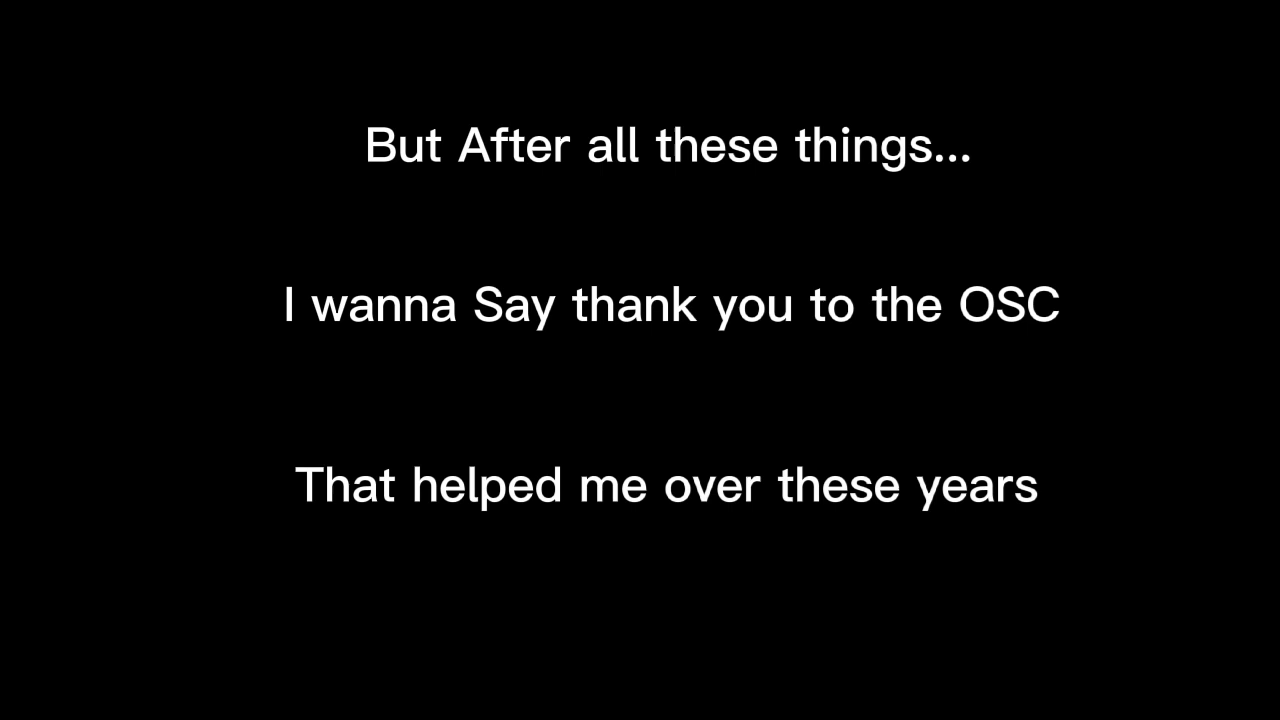 But After all these things...
I wanna Say thank you to the OSC
That helped me over these years